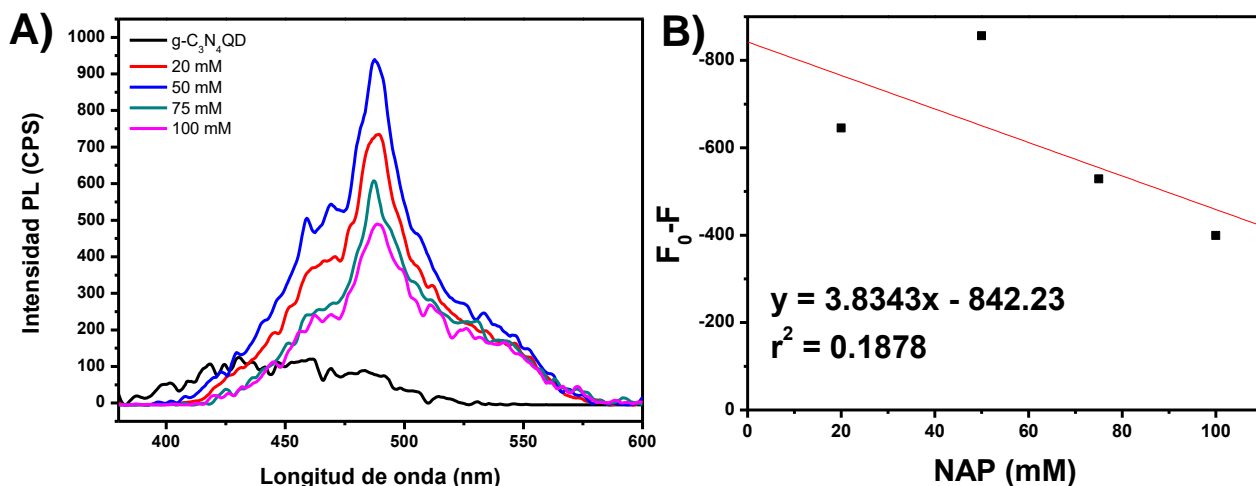 A)
g-C₃N₄QD
20 mM
50 mM
75 mM
100 mM
Intensidad PL (CPS)
1000
900
800
700
600
500
400
300
200
100
0
400
450
500
550
600
Longitud de onda (nm)
B)
F₀-F
-800
-600
-400
-200
0
y = 3.8343x - 842.23
r² = 0.1878
0
20
40
60
80
100
NAP (mM)